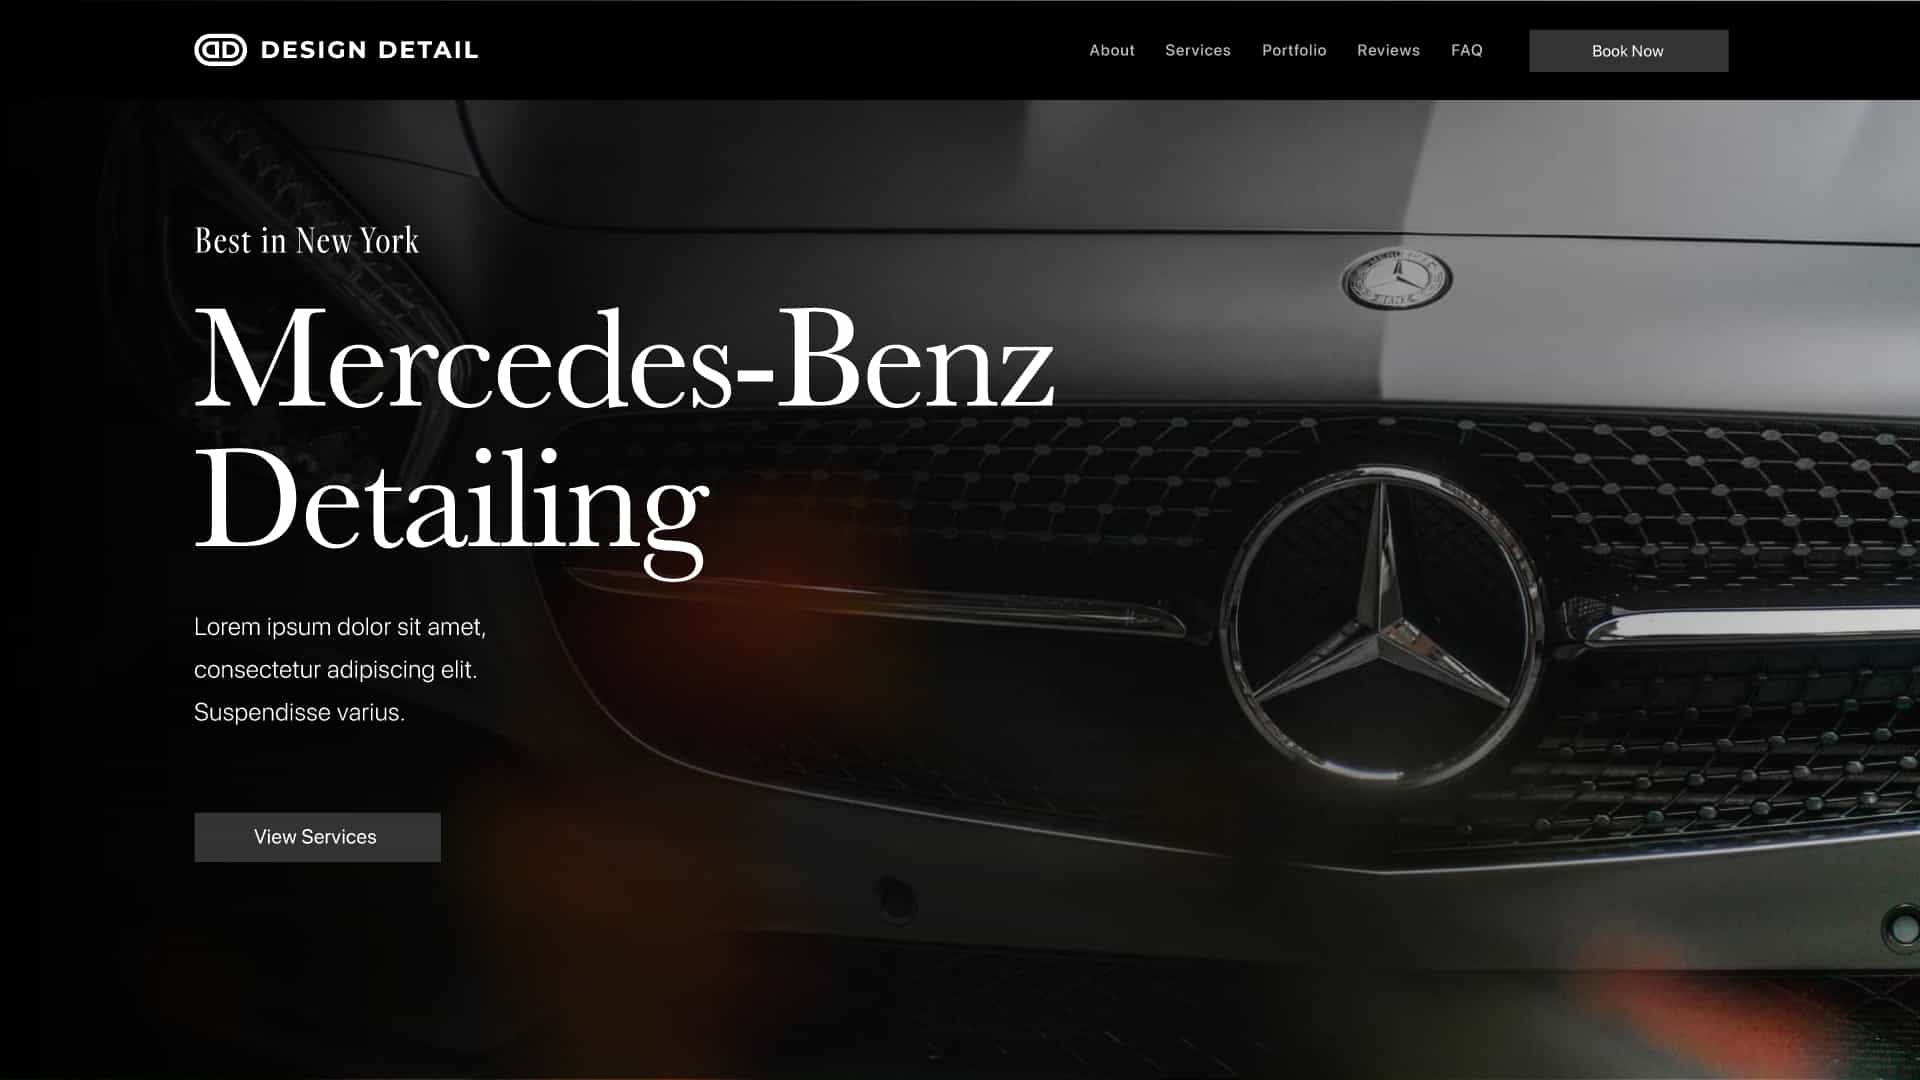 DESIGN DETAIL
About Services Portfolio Reviews FAQ Book Now
Best in New York
Mercedes-Benz
Detailing
Lorem ipsum dolor sit amet,
consectetur adipiscing elit.
Suspendisse varius.
View Services